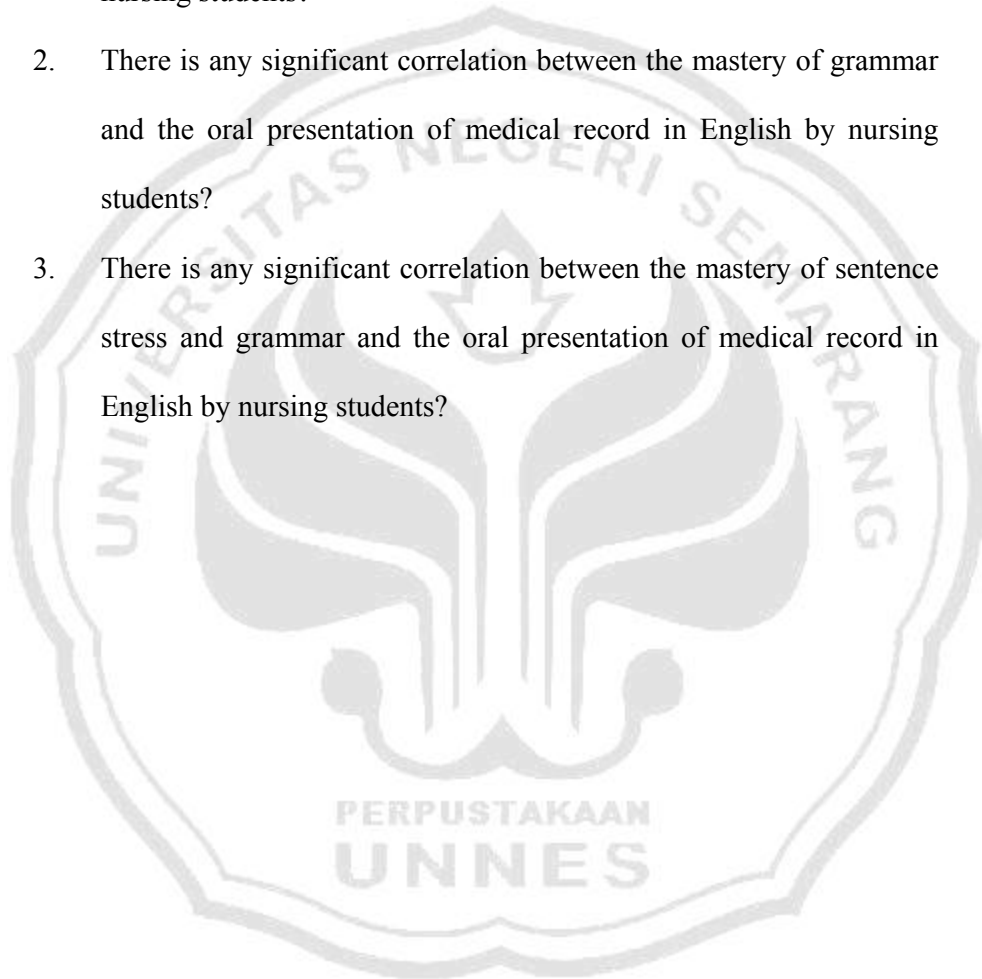 nursing students?
2. There is any significant correlation between the mastery of grammar
and the oral presentation of medical record in English by nursing
students?
3. There is any significant correlation between the mastery of sentence
stress and grammar and the oral presentation of medical record in
English by nursing students?
UNIVERSITAS NEGERI SEMARANG
PERPUSTAKAAN
UNNES